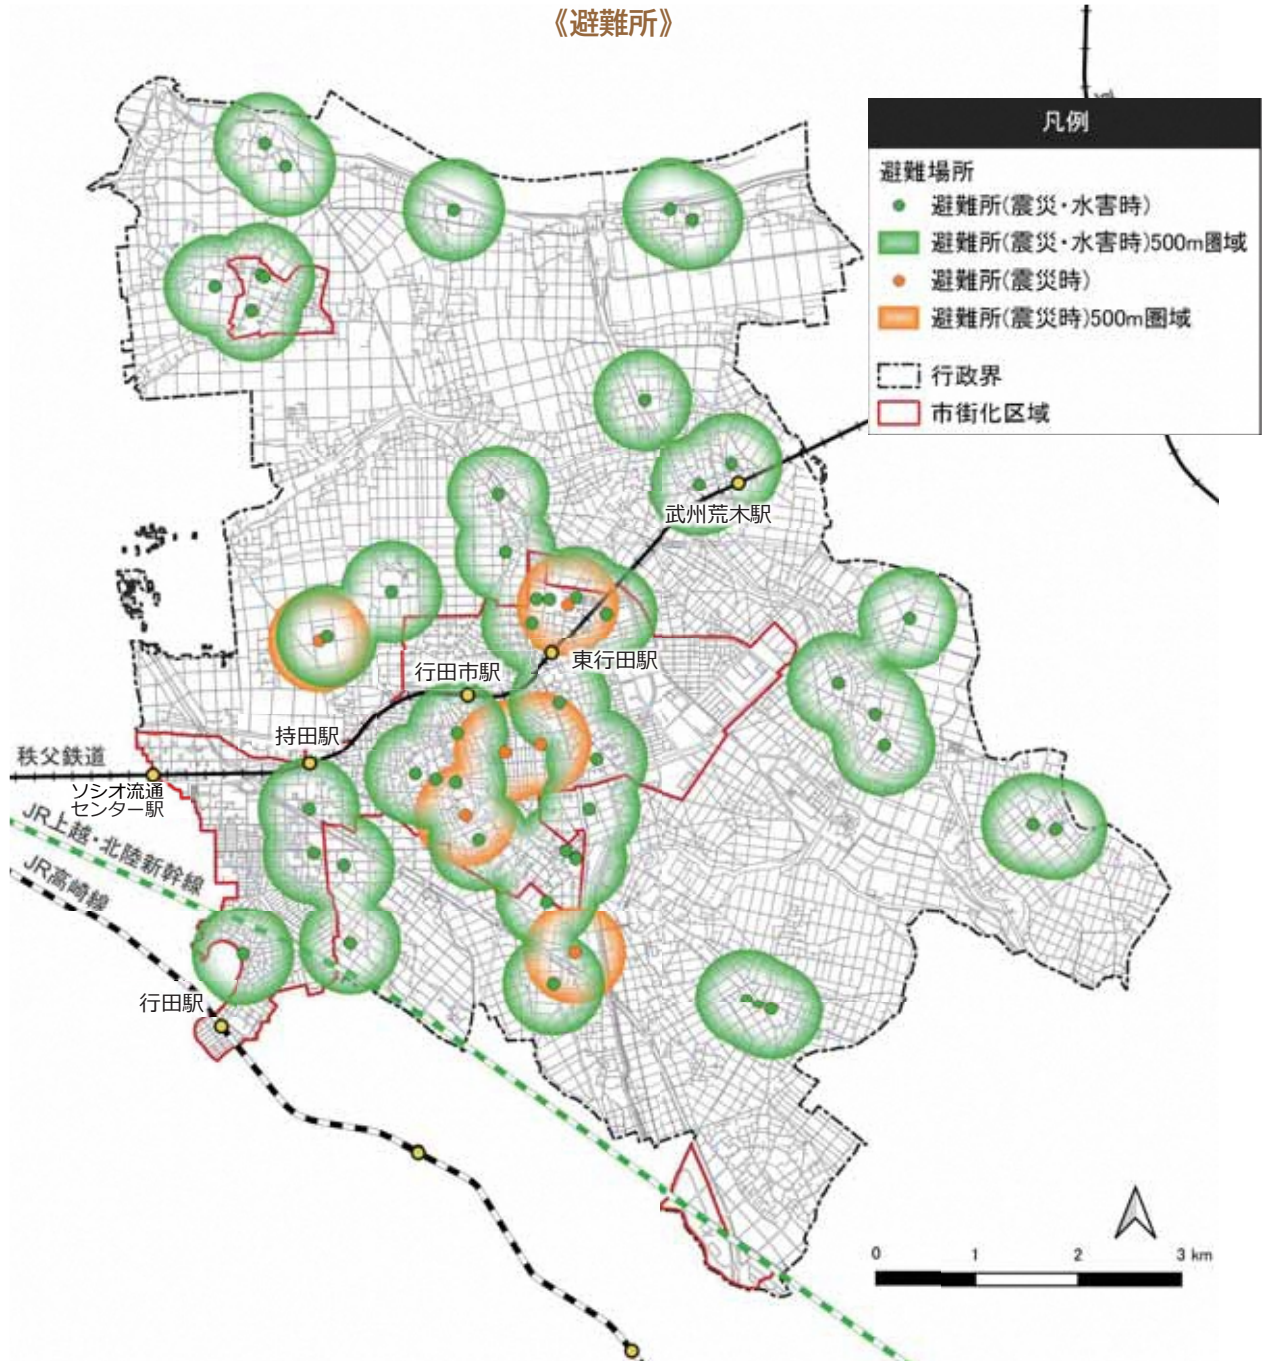 《避難所》
凡例
避難場所
避難所(震災・水害時)
避難所(震災・水害時)500m圏域
避難所(震災時)
避難所(震災時)500m圏域
行政界
市街化区域
武州荒木駅
東行田駅
行田市駅
持田駅
秩父鉄道
ソシオ流通
センター駅
JR上越・北陸新幹線
JR高崎線
行田駅
0 1 2 3 km